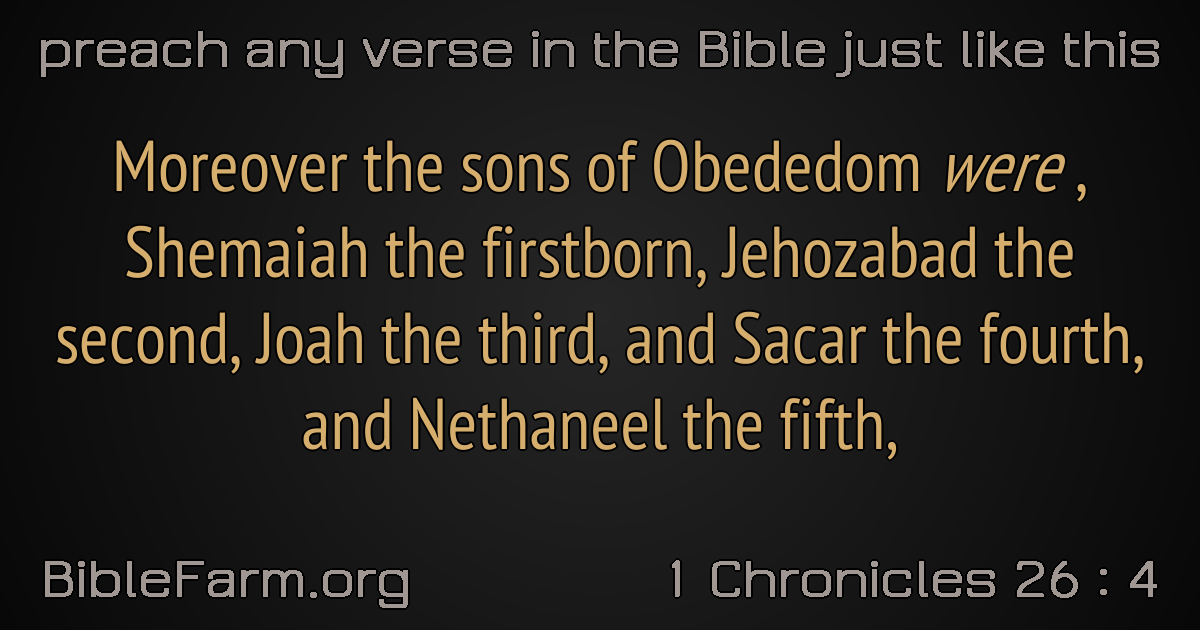 preach any verse in the Bible just like this
Moreover the sons of Obededom were ,
Shemaiah the firstborn, Jehozabad the
second, Joah the third, and Sacar the fourth,
and Nethaneel the fifth,
BibleFarm.org
1 Chronicles 26 : 4